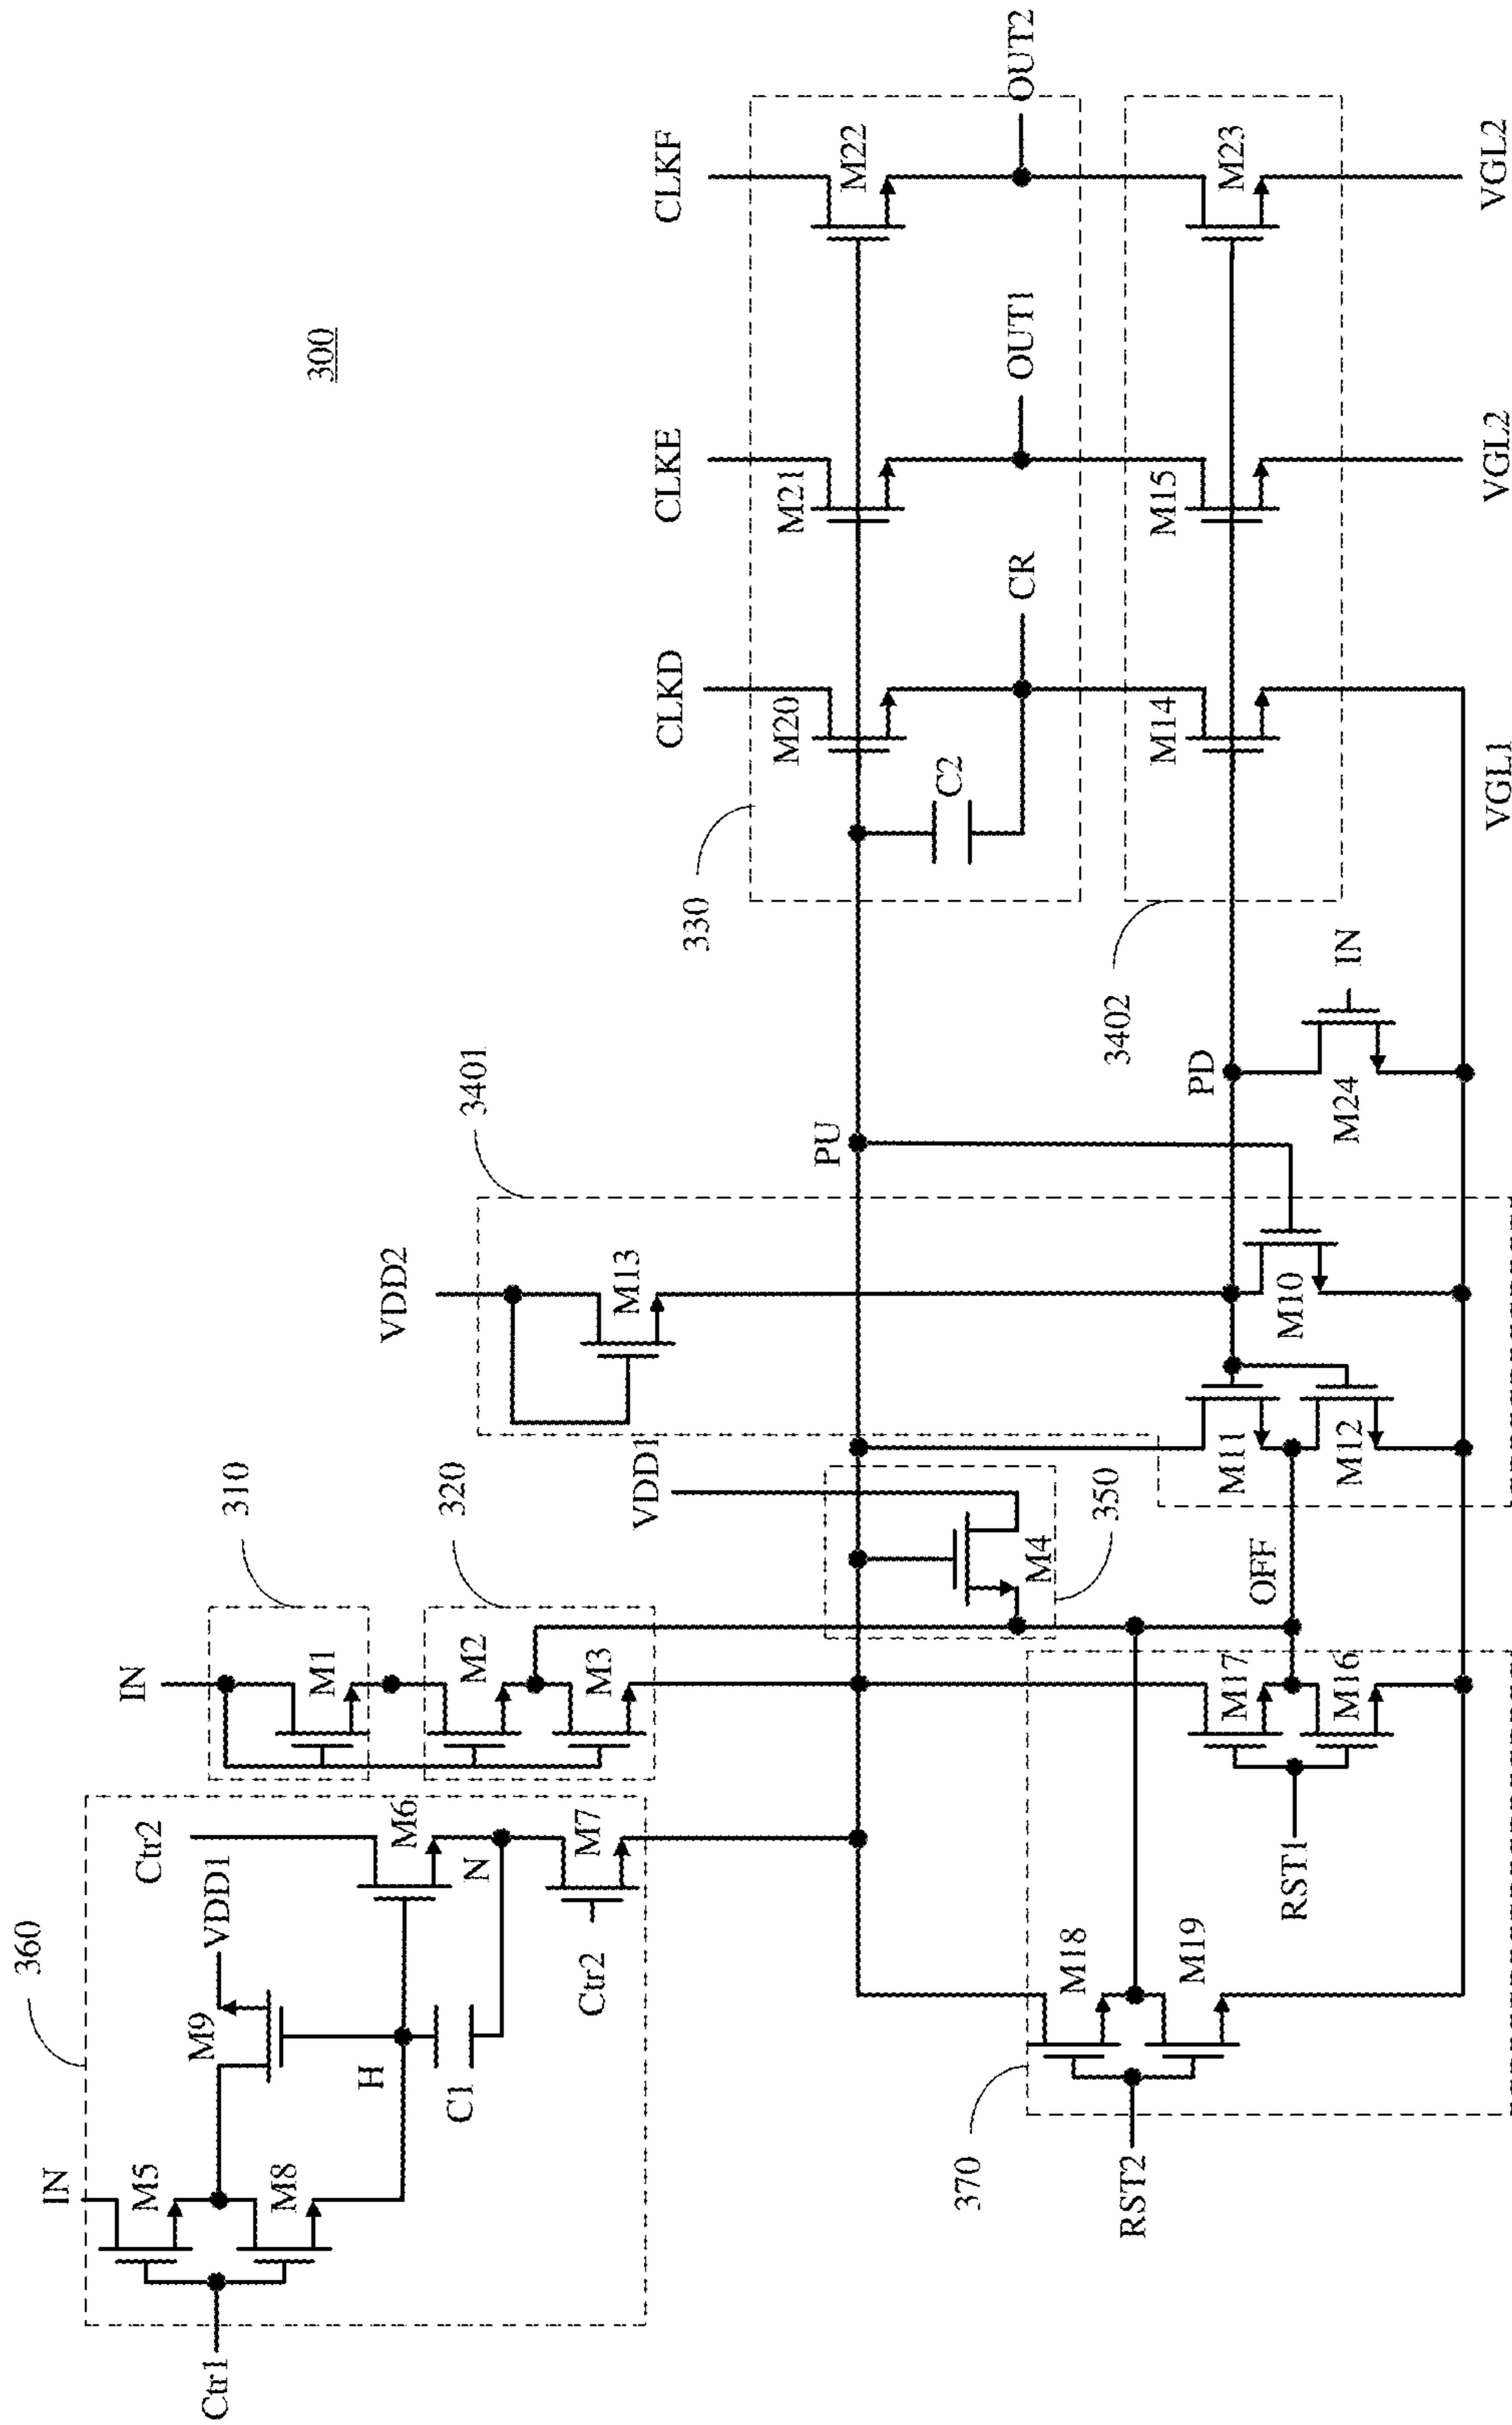 300
360
Ctr1
IN
M5
M8
M9
VDD1
H
C1
Ctr2
M6
N
M7
Ctr2
310
IN
M1
320
M2
M3
VDD1
M4
350
OFF
370
RST2
M18
M19
RST1
M17
M16
3401
VDD2
M13
M11
M12
M10
PU
PD
M24
IN
330
C2
CLKD
M20
CR
CLKE
M21
OUT1
CLKF
M22
OUT2
3402
M14
M15
M23
VGL1
VGL2
VGL2